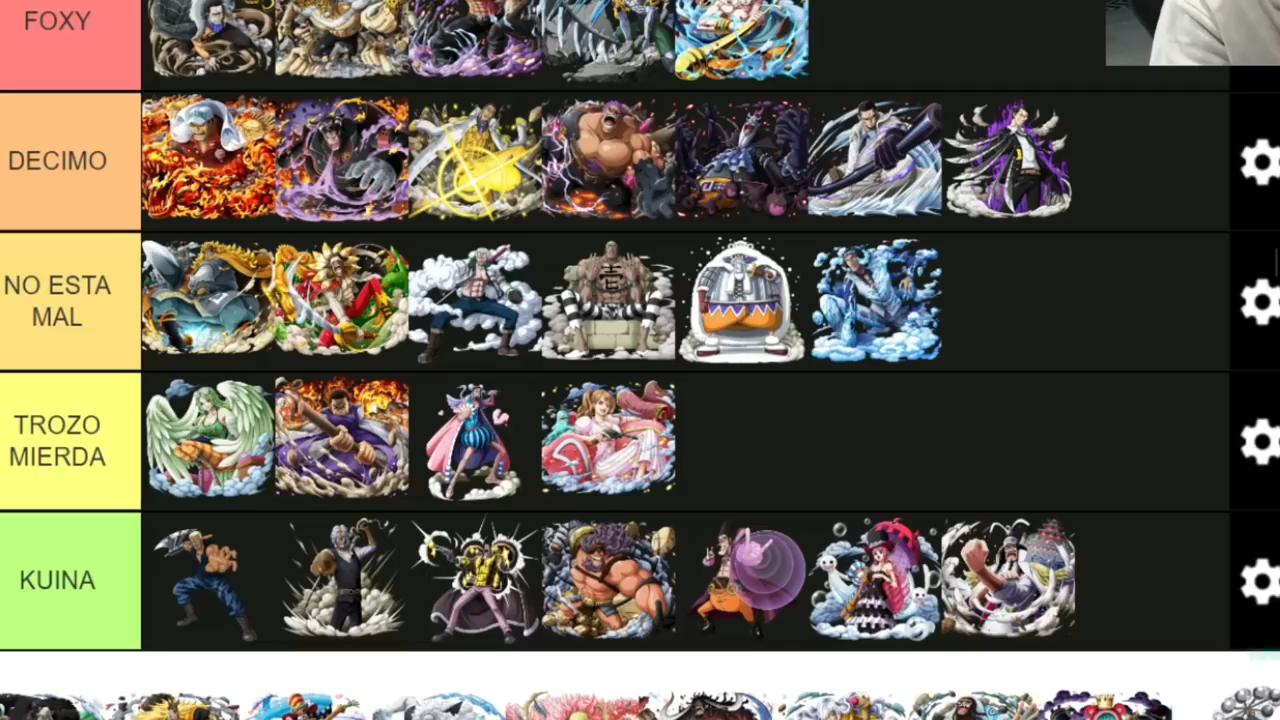 FOXY
DECIMO
NO ESTA
MAL
TROZO
MIERDA
KUINA